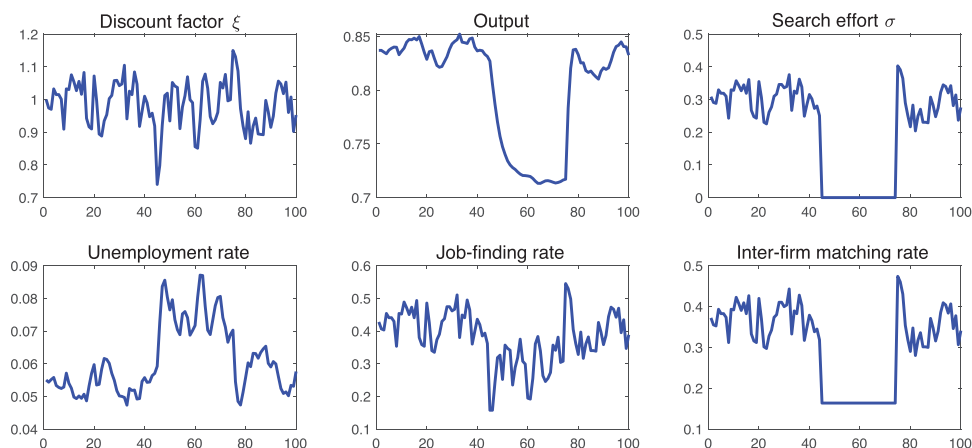 Discount factor ξ
1.2
1.1
1
0.9
0.8
0.7
0 20 40 60 80 100
Output
0.85
0.8
0.75
0.7
0 20 40 60 80 100
Search effort σ
0.5
0.4
0.3
0.2
0.1
0
0 20 40 60 80 100
Unemployment rate
0.09
0.08
0.07
0.06
0.05
0.04
0 20 40 60 80 100
Job-finding rate
0.6
0.5
0.4
0.3
0.2
0.1
0 20 40 60 80 100
Inter-firm matching rate
0.5
0.4
0.3
0.2
0.1
0 20 40 60 80 100